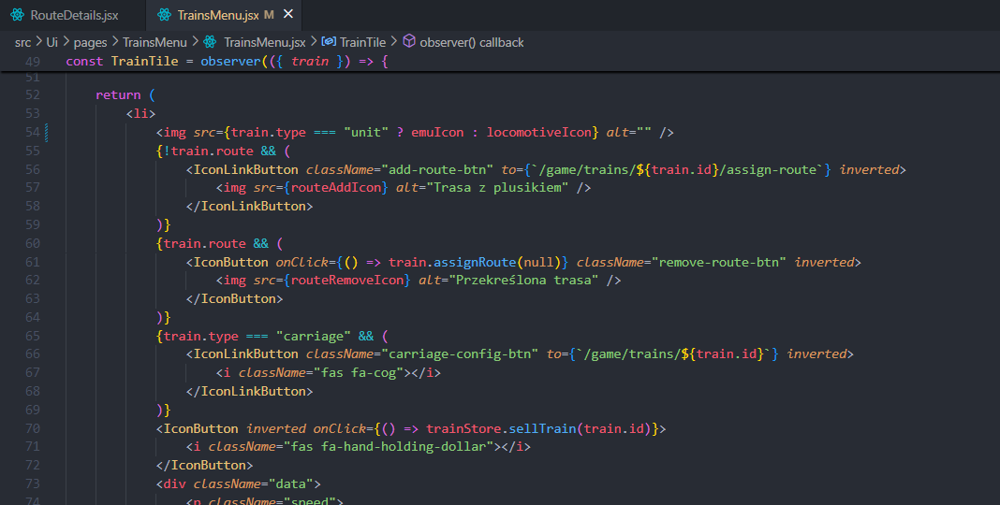 RouteDetails.jsx TrainsMenu.jsx M
src > Ui > pages > TrainsMenu > TrainsMenu.jsx > TrainTile > observer() callback
49 const TrainTile = observer(({ train }) => {
51
52 return (
53 <li>
54 <img src={train.type === "unit" ? emuIcon : locomotiveIcon} alt="" />
55 {!train.route && (
56 <IconLinkButton className="add-route-btn" to={`/game/trains/${train.id}/assign-route`} inverted>
57 <img src={routeAddIcon} alt="Trasa z plusikiem" />
58 </IconLinkButton>
59 )}
60 {train.route && (
61 <IconButton onClick={() => train.assignRoute(null)} className="remove-route-btn" inverted>
62 <img src={routeRemoveIcon} alt="Przekreślona trasa" />
63 </IconButton>
64 )}
65 {train.type === "carriage" && (
66 <IconLinkButton className="carriage-config-btn" to={`/game/trains/${train.id}`} inverted>
67 <i className="fas fa-cog"></i>
68 </IconLinkButton>
69 )}
70 <IconButton inverted onClick={() => trainStore.sellTrain(train.id)}>
71 <i className="fas fa-hand-holding-dollar"></i>
72 </IconButton>
73 <div className="data">
74 <p className="speed">